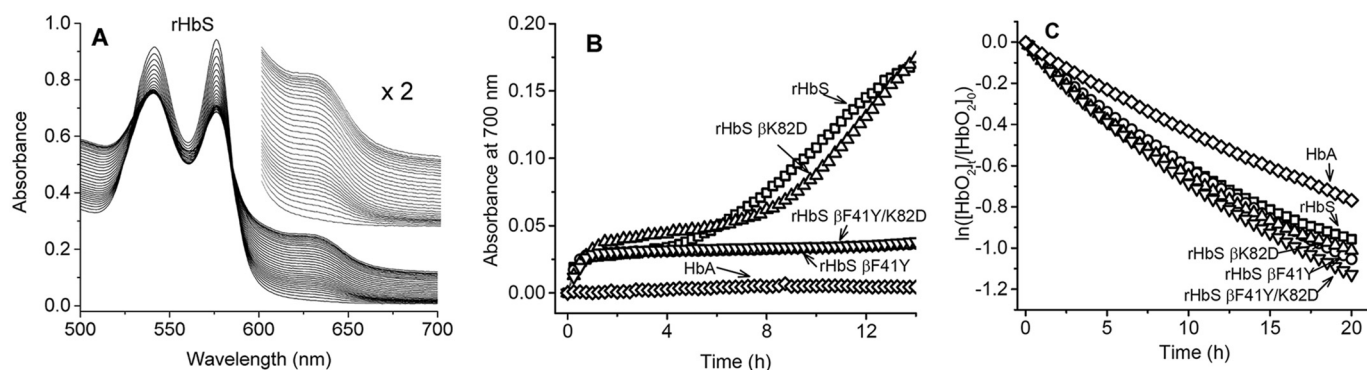 A
rHbS
x 2
Absorbance
1.0
0.8
0.6
0.4
0.2
0.0
500
550
600
650
700
Wavelength (nm)
B
Absorbance at 700 nm
0.20
0.15
0.10
0.05
0.00
rHbS
rHbS βK82D
rHbS βF41Y/K82D
rHbS βF41Y
HbA
0
4
8
12
Time (h)
C
ln([HbO2]t/[HbO2]0)
0.0
-0.2
-0.4
-0.6
-0.8
-1.0
-1.2
HbA
rHbS
rHbS βK82D
rHbS βF41Y
rHbS βF41Y/K82D
0
5
10
15
20
Time (h)